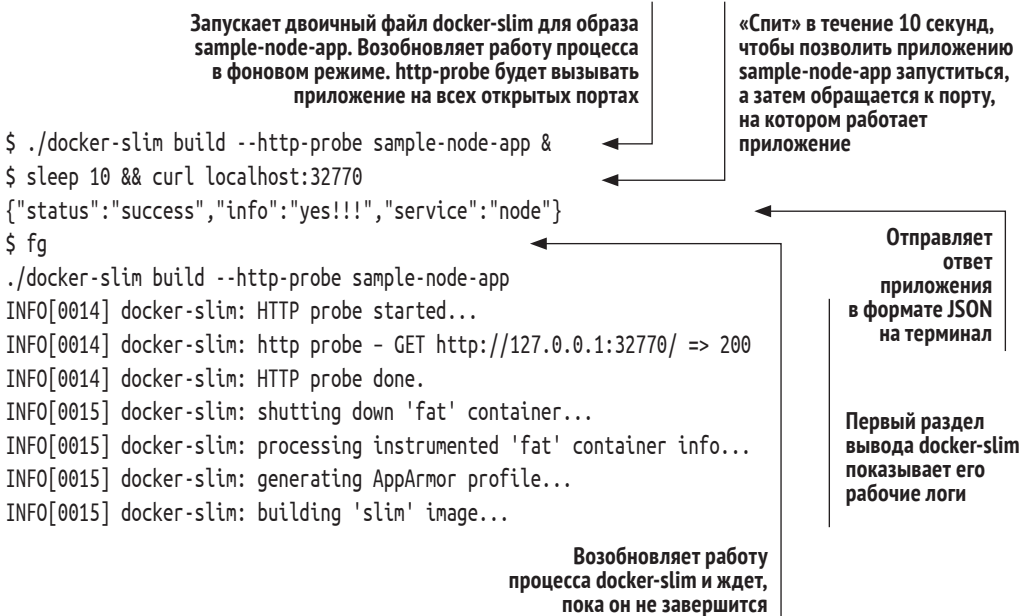 Запускает двоичный файл docker-slim для образа
sample-node-app. Возобновляет работу процесса
в фоновом режиме. http-probe будет вызывать
приложение на всех открытых портах
«Спит» в течение 10 секунд,
чтобы позволить приложению
sample-node-app запуститься,
а затем обращается к порту,
на котором работает
приложение
$ ./docker-slim build --http-probe sample-node-app &
$ sleep 10 && curl localhost:32770
{"status":"success","info":"yes!!!","service":"node"}
$ fg
./docker-slim build --http-probe sample-node-app
INFO[0014] docker-slim: HTTP probe started...
INFO[0014] docker-slim: http probe – GET http://127.0.0.1:32770/ => 200
INFO[0014] docker-slim: HTTP probe done.
INFO[0015] docker-slim: shutting down 'fat' container...
INFO[0015] docker-slim: processing instrumented 'fat' container info...
INFO[0015] docker-slim: generating AppArmor profile...
INFO[0015] docker-slim: building 'slim' image...
Отправляет
ответ
приложения
в формате JSON
на терминал
Первый раздел
вывода docker-slim
показывает его
рабочие логи
Возобновляет работу
процесса docker-slim и ждет,
пока он не завершится